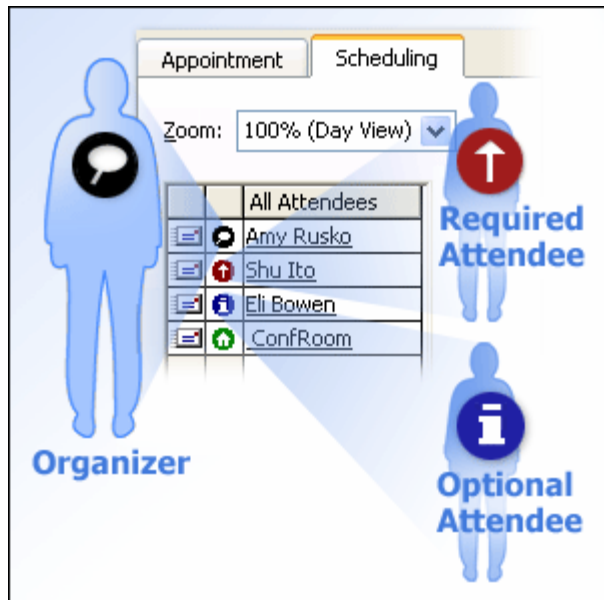 Appointment Scheduling
Zoom: 100% (Day View)
All Attendees
Amy Rusko
Shu Ito
Eli Bowen
ConfRoom
Organizer
Required
Attendee
Optional
Attendee